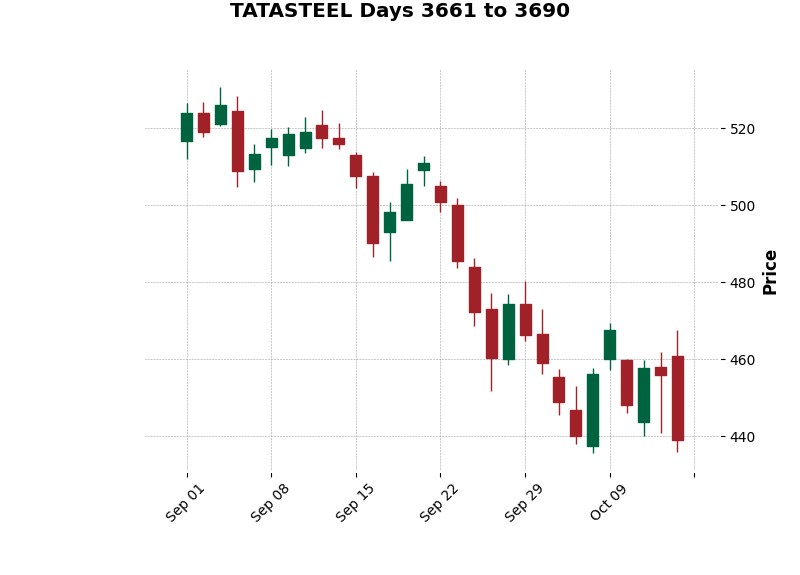 TATASTEEL Days 3661 to 3690
520
500
480
460
440
Price
Sep 01
Sep 08
Sep 15
Sep 22
Sep 29
Oct 09